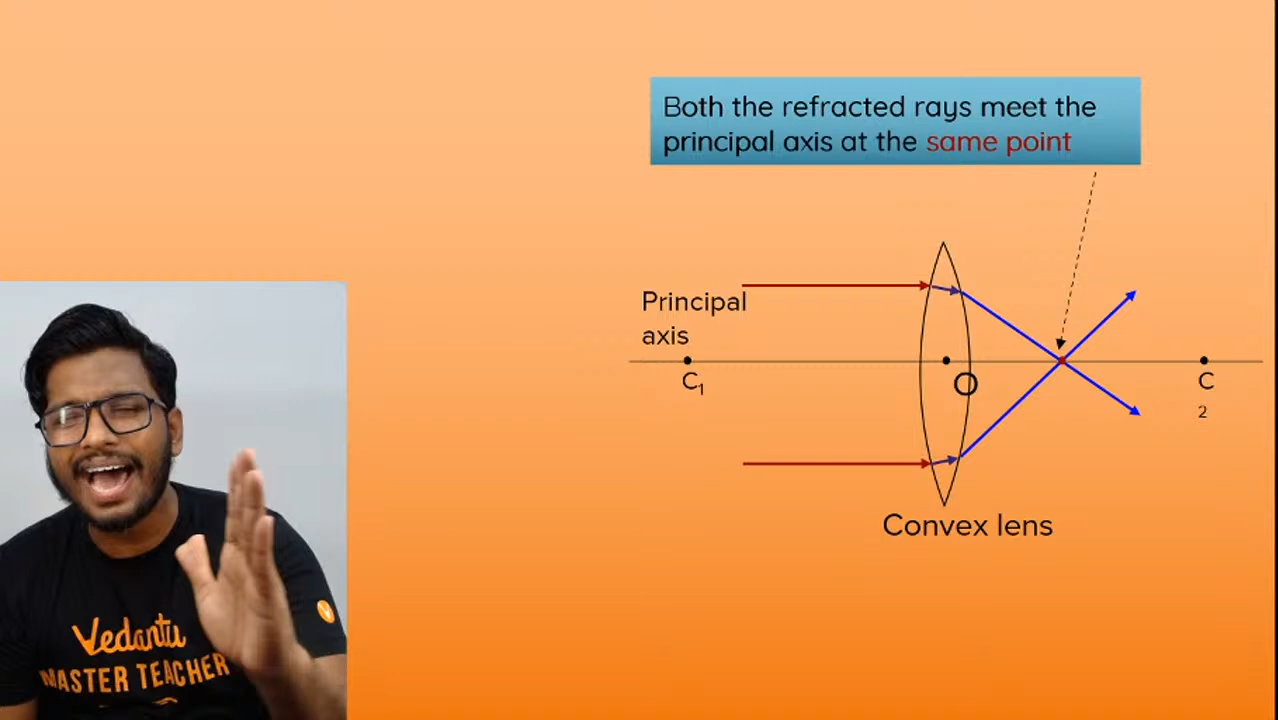 Both the refracted rays meet the
principal axis at the same point
Principal
axis
C₁
O
C
2
Convex lens
Vedantu
MASTER TEACHER